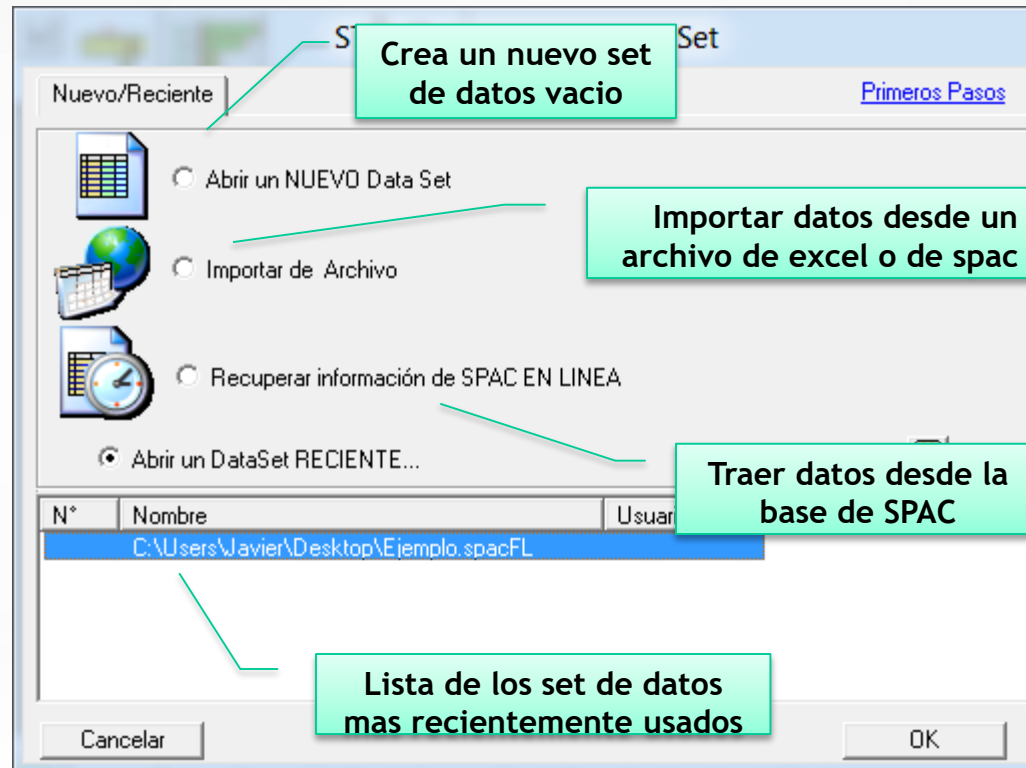 Set
Crea un nuevo set
de datos vacio
Nuevo/Reciente
Primeros Pasos
Abrir un NUEVO Data Set
Importar datos desde un
archivo de excel o de spac
Importar de Archivo
Recuperar información de SPAC EN LINEA
Abrir un DataSet RECIENTE...
Traer datos desde la
base de SPAC
N° Nombre
C:\Users\Javier\Desktop\Ejemplo.spacFL
Lista de los set de datos
mas recientemente usados
Cancelar
OK